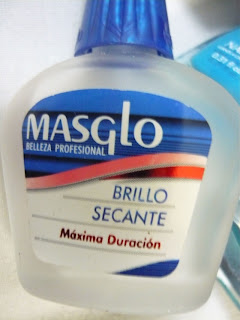 MASglo
BELLEZA PROFESIONAL
BRILLO
SECANTE
Máxima Duración